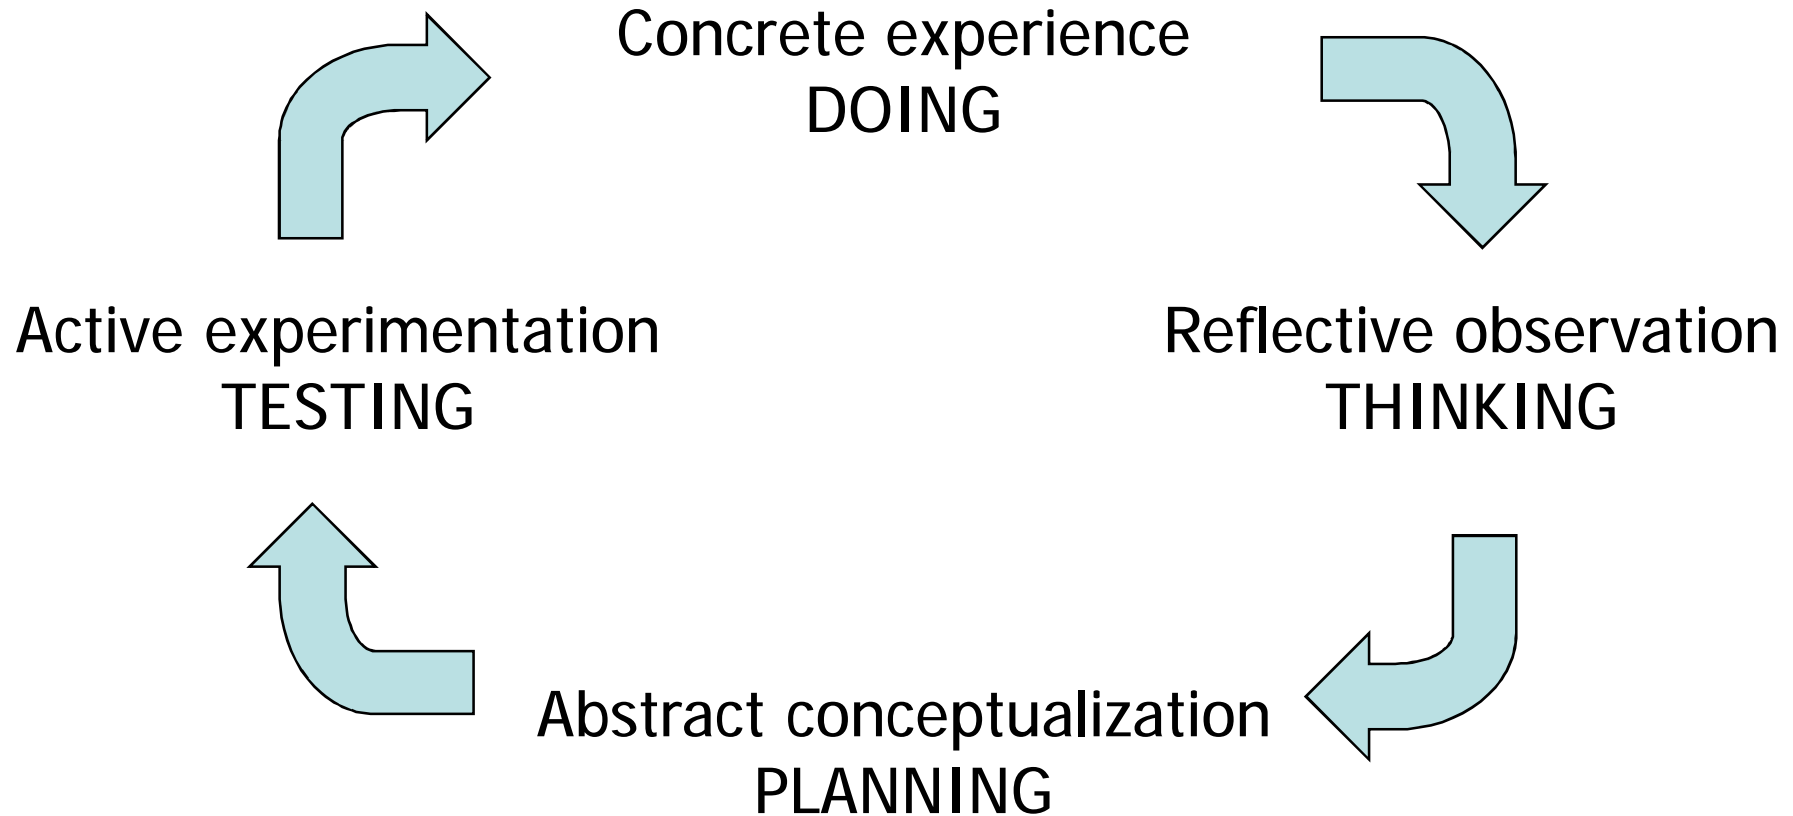 Concrete experience
DOING
Active experimentation
TESTING
Reflective observation
THINKING
Abstract conceptualization
PLANNING